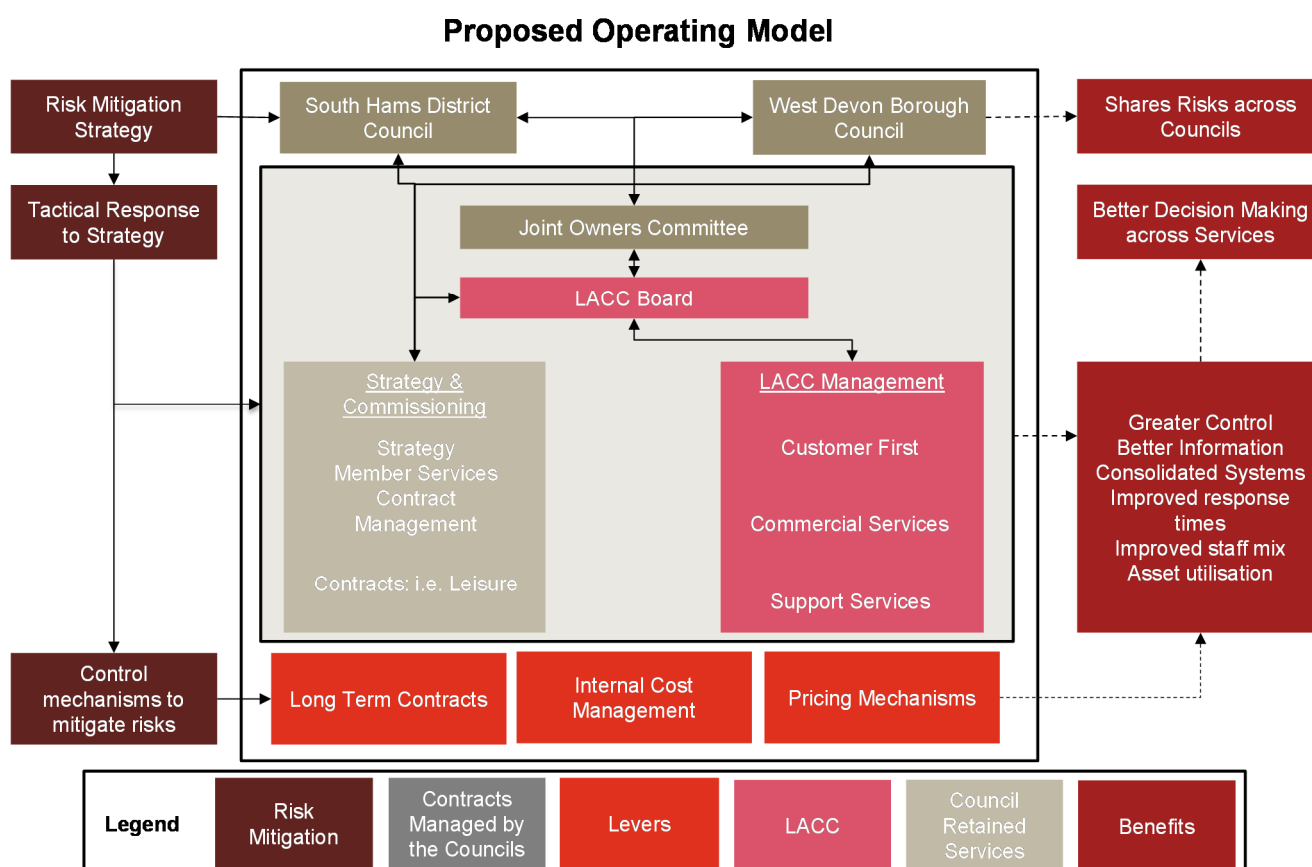 Proposed Operating Model
Risk Mitigation
Strategy
South Hams District
Council
West Devon Borough
Council
Shares Risks across
Councils
Tactical Response
to Strategy
Joint Owners Committee
Better Decision Making
across Services
LACC Board
Strategy &
Commissioning
Strategy
Member Services
Contract
Management
Contracts: i.e. Leisure
LACC Management
Customer First
Commercial Services
Support Services
Greater Control
Better Information
Consolidated Systems
Improved response
times
Improved staff mix
Asset utilisation
Control
mechanisms to
mitigate risks
Long Term Contracts
Internal Cost
Management
Pricing Mechanisms
Legend
Risk
Mitigation
Contracts
Managed by
the Councils
Levers
LACC
Council
Retained
Services
Benefits